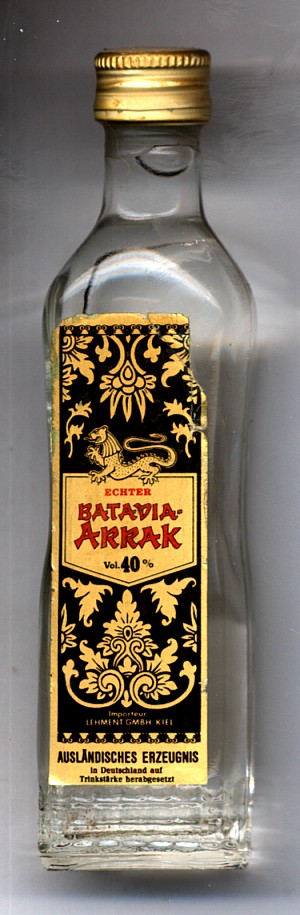 ECHTER
BATAVIA-
ARRAK
Vol. 40%
Importeur
LEHMENT GMBH KIEL
AUSLÄNDISCHES ERZEUGNIS
in Deutschland auf
Trinkstärke herabgesetzt